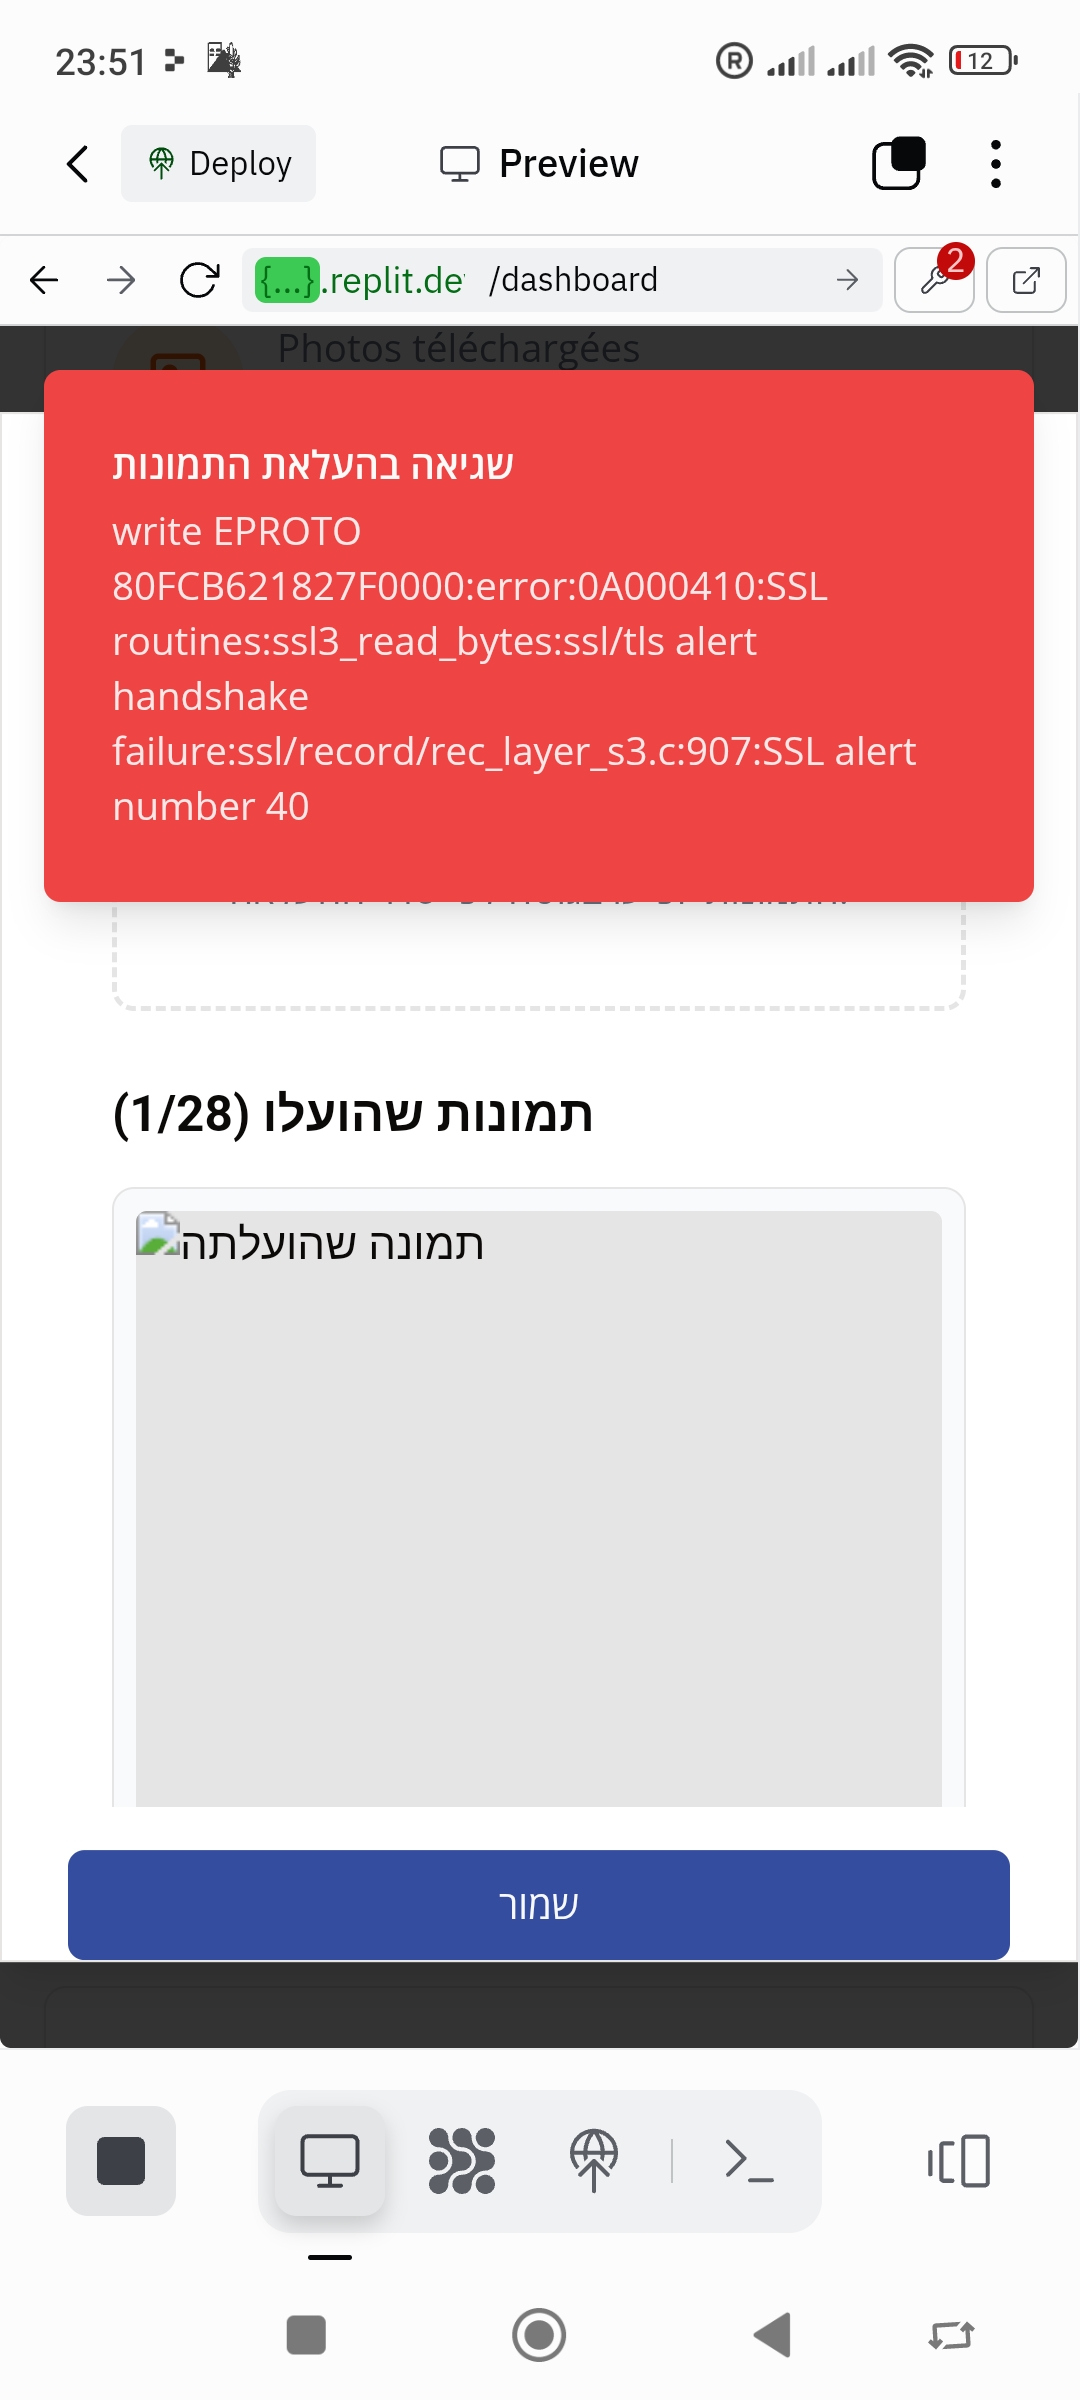 23:51
R
12
Deploy
Preview
{...}.replit.de
/dashboard
2
Photos téléchargées
שגיאה בהעלאת התמונות
write EPROTO
80FCB621827F0000:error:0A000410:SSL
routines:ssl3_read_bytes:ssl/tls alert
handshake
failure:ssl/record/rec_layer_s3.c:907:SSL alert
number 40
תמונות שהועלו (1/28)
תמונה שהועלתה
שמור